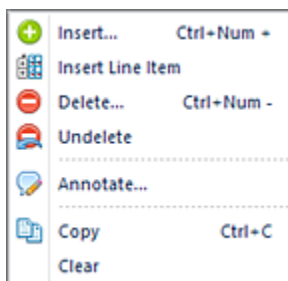 Insert... Ctrl+Num +
Insert Line Item
Delete... Ctrl+Num -
Undelete
Annotate...
Copy Ctrl+C
Clear